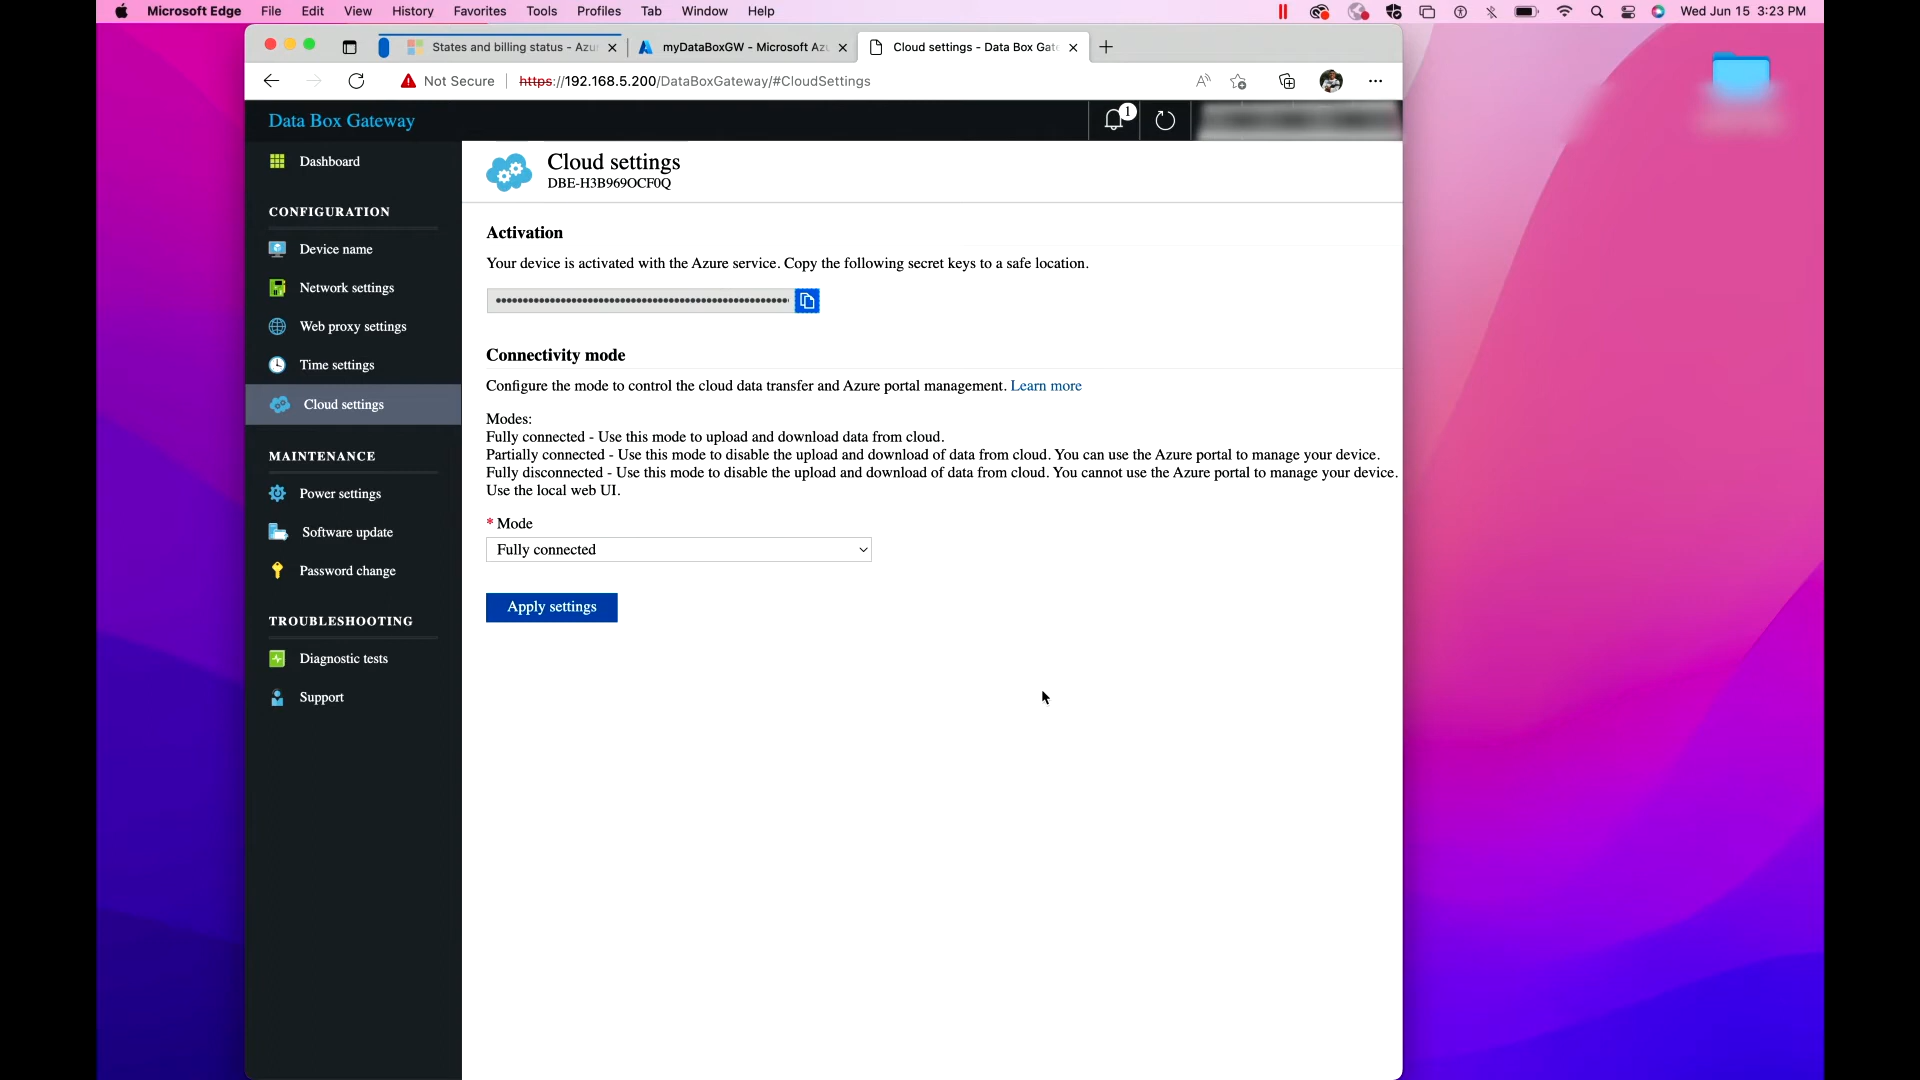 Microsoft Edge File Edit View History Favorites Tools Profiles Tab Window Help Wed Jun 15 3:23 PM
States and billing status - Azu
myDataBoxGW - Microsoft Azu
Cloud settings - Data Box Gate
Not Secure https://192.168.5.200/DataBoxGateway/#CloudSettings
Data Box Gateway
1
Dashboard
CONFIGURATION
Device name
Network settings
Web proxy settings
Time settings
Cloud settings
MAINTENANCE
Power settings
Software update
Password change
TROUBLESHOOTING
Diagnostic tests
Support
Cloud settings
DBE-H3B969OCF0Q
Activation
Your device is activated with the Azure service. Copy the following secret keys to a safe location.
Connectivity mode
Configure the mode to control the cloud data transfer and Azure portal management. Learn more
Modes:
Fully connected - Use this mode to upload and download data from cloud.
Partially connected - Use this mode to disable the upload and download of data from cloud. You can use the Azure portal to manage your device.
Fully disconnected - Use this mode to disable the upload and download of data from cloud. You cannot use the Azure portal to manage your device.
Use the local web UI.
* Mode
Fully connected
Apply settings